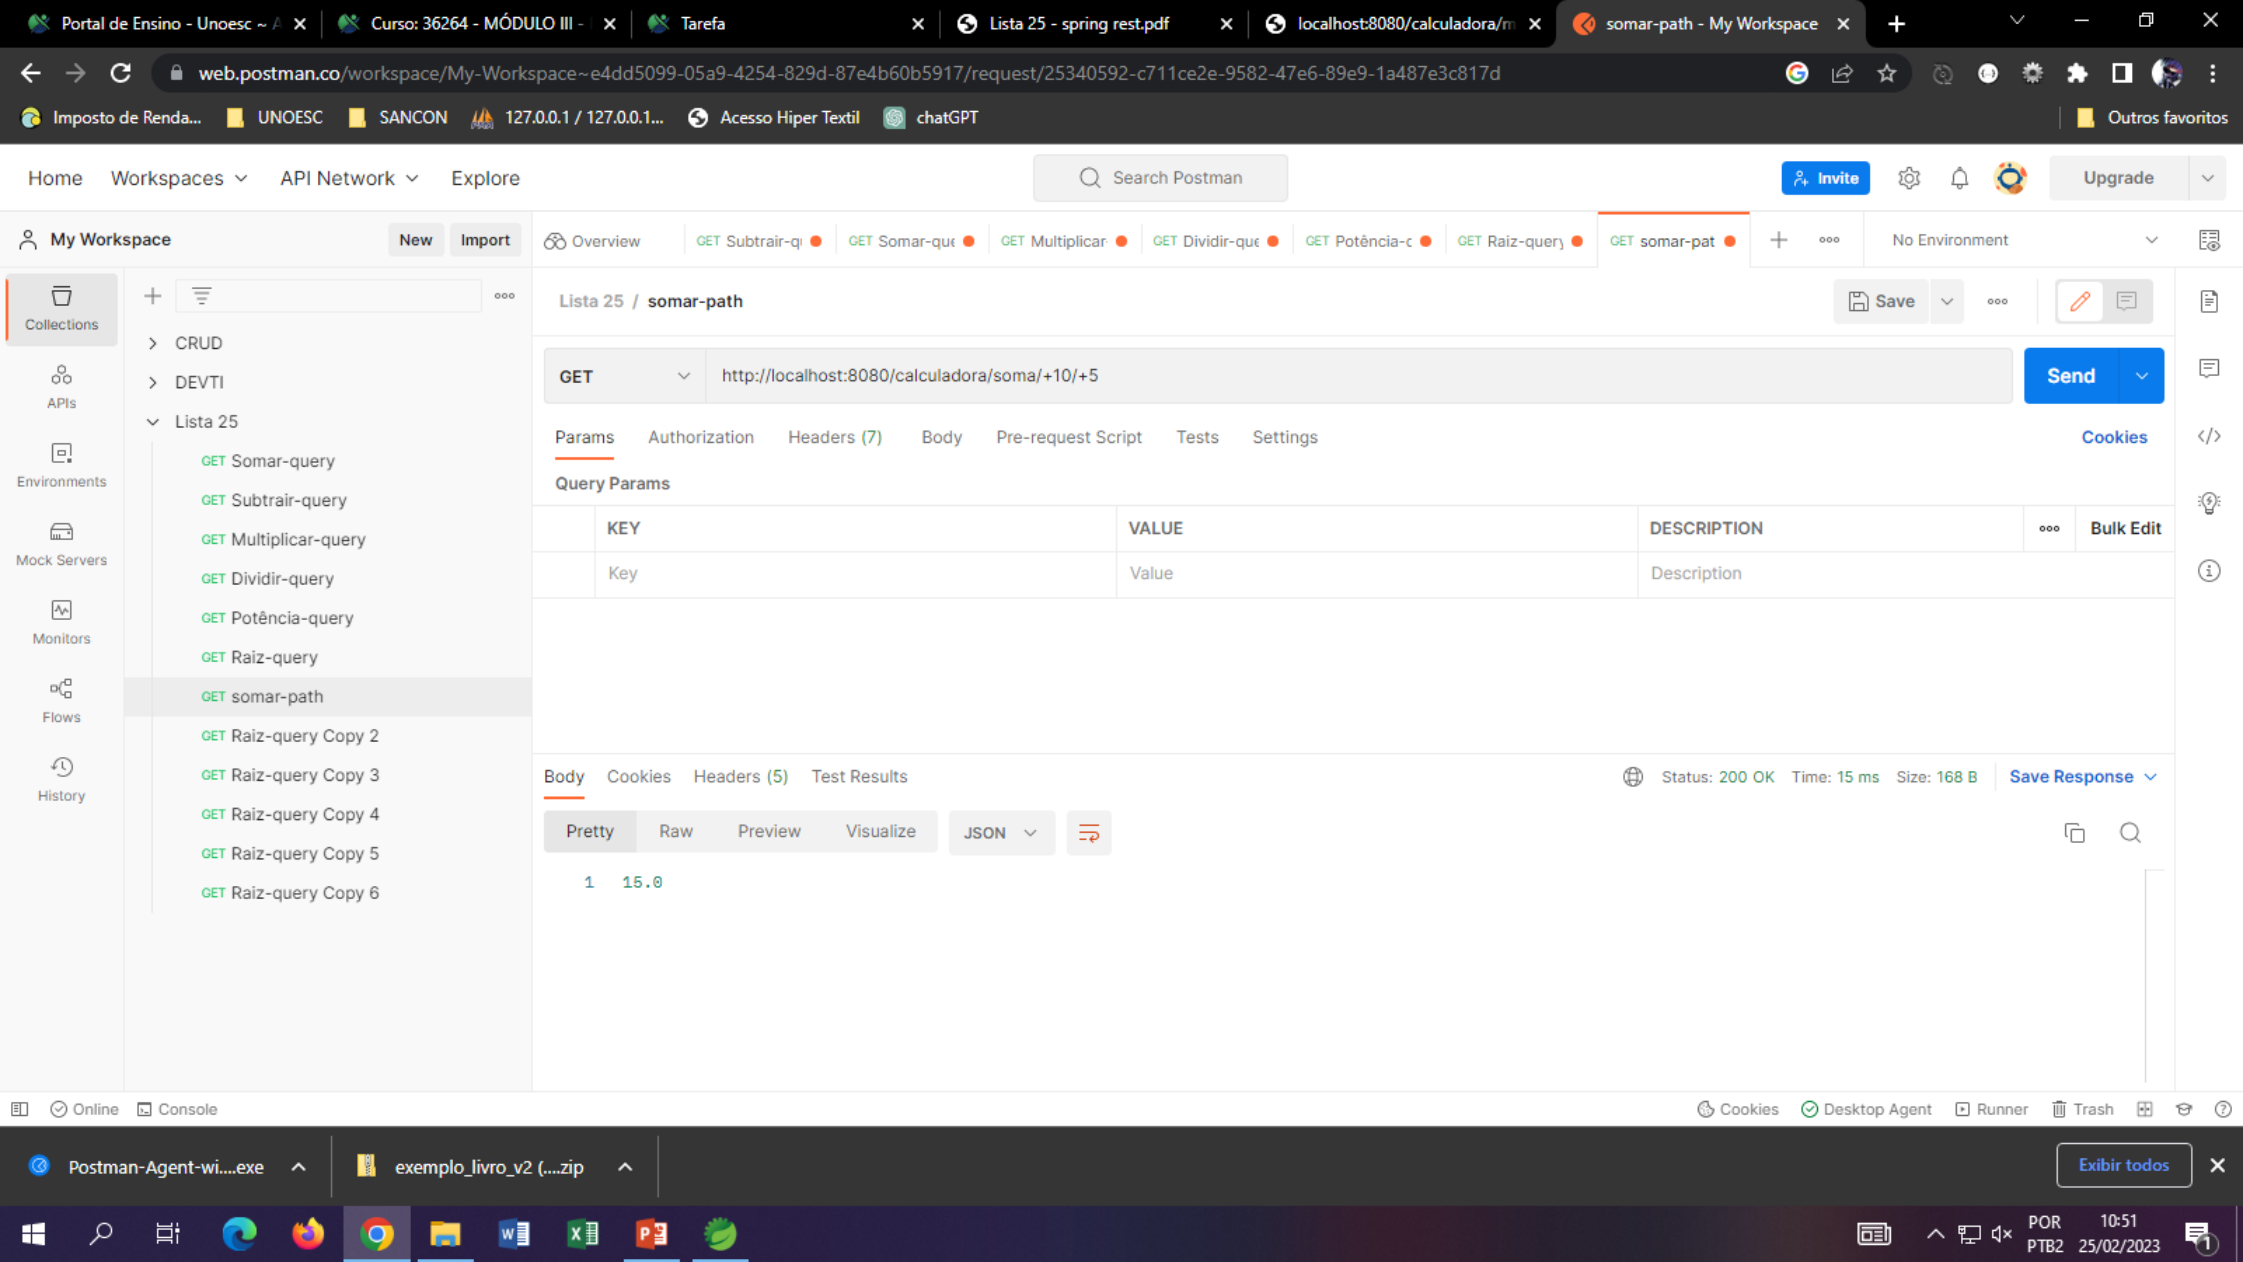 Portal de Ensino - Unoesc ~ A
Curso: 36264 - MÓDULO III -
Tarefa
Lista 25 - spring rest.pdf
localhost:8080/calculadora/m
somar-path - My Workspace
web.postman.co/workspace/My-Workspace~e4dd5099-05a9-4254-829d-87e4b60b5917/request/25340592-c711ce2e-9582-47e6-89e9-1a487e3c817d
Imposto de Renda...
UNOESC
SANCON
127.0.0.1 / 127.0.0.1...
Acesso Hiper Textil
chatGPT
Outros favoritos
Home
Workspaces
API Network
Explore
Search Postman
Invite
Upgrade
My Workspace
New
Import
Overview
GET Subtrair-q
GET Somar-que
GET Multiplicar-
GET Dividir-que
GET Potência-c
GET Raiz-query
GET somar-pat
No Environment
Collections
APIs
Environments
Mock Servers
Monitors
Flows
History
CRUD
DEVTI
Lista 25
GET Somar-query
GET Subtrair-query
GET Multiplicar-query
GET Dividir-query
GET Potência-query
GET Raiz-query
GET somar-path
GET Raiz-query Copy 2
GET Raiz-query Copy 3
GET Raiz-query Copy 4
GET Raiz-query Copy 5
GET Raiz-query Copy 6
Lista 25 / somar-path
Save
GET
http://localhost:8080/calculadora/soma/+10/+5
Send
Params
Authorization
Headers (7)
Body
Pre-request Script
Tests
Settings
Cookies
Query Params
KEY
VALUE
DESCRIPTION
Bulk Edit
Key
Value
Description
Body
Cookies
Headers (5)
Test Results
Status: 200 OK
Time: 15 ms
Size: 168 B
Save Response
Pretty
Raw
Preview
Visualize
JSON
1 15.0
Online
Console
Cookies
Desktop Agent
Runner
Trash
Postman-Agent-wi....exe
exemplo_livro_v2 (....zip
Exibir todos
POR
PTB2
10:51
25/02/2023
1